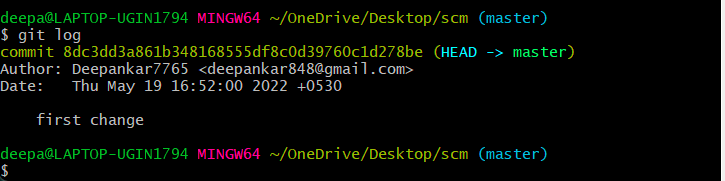 deepa@LAPTOP-UGIN1794 MINGW64 ~/OneDrive/Desktop/scm (master)
$ git log
commit 8dc3dd3a861b348168555df8c0d39760c1d278be (HEAD -> master)
Author: Deepankar7765 <deepankar848@gmail.com>
Date:   Thu May 19 16:52:00 2022 +0530
    first change
deepa@LAPTOP-UGIN1794 MINGW64 ~/OneDrive/Desktop/scm (master)
$